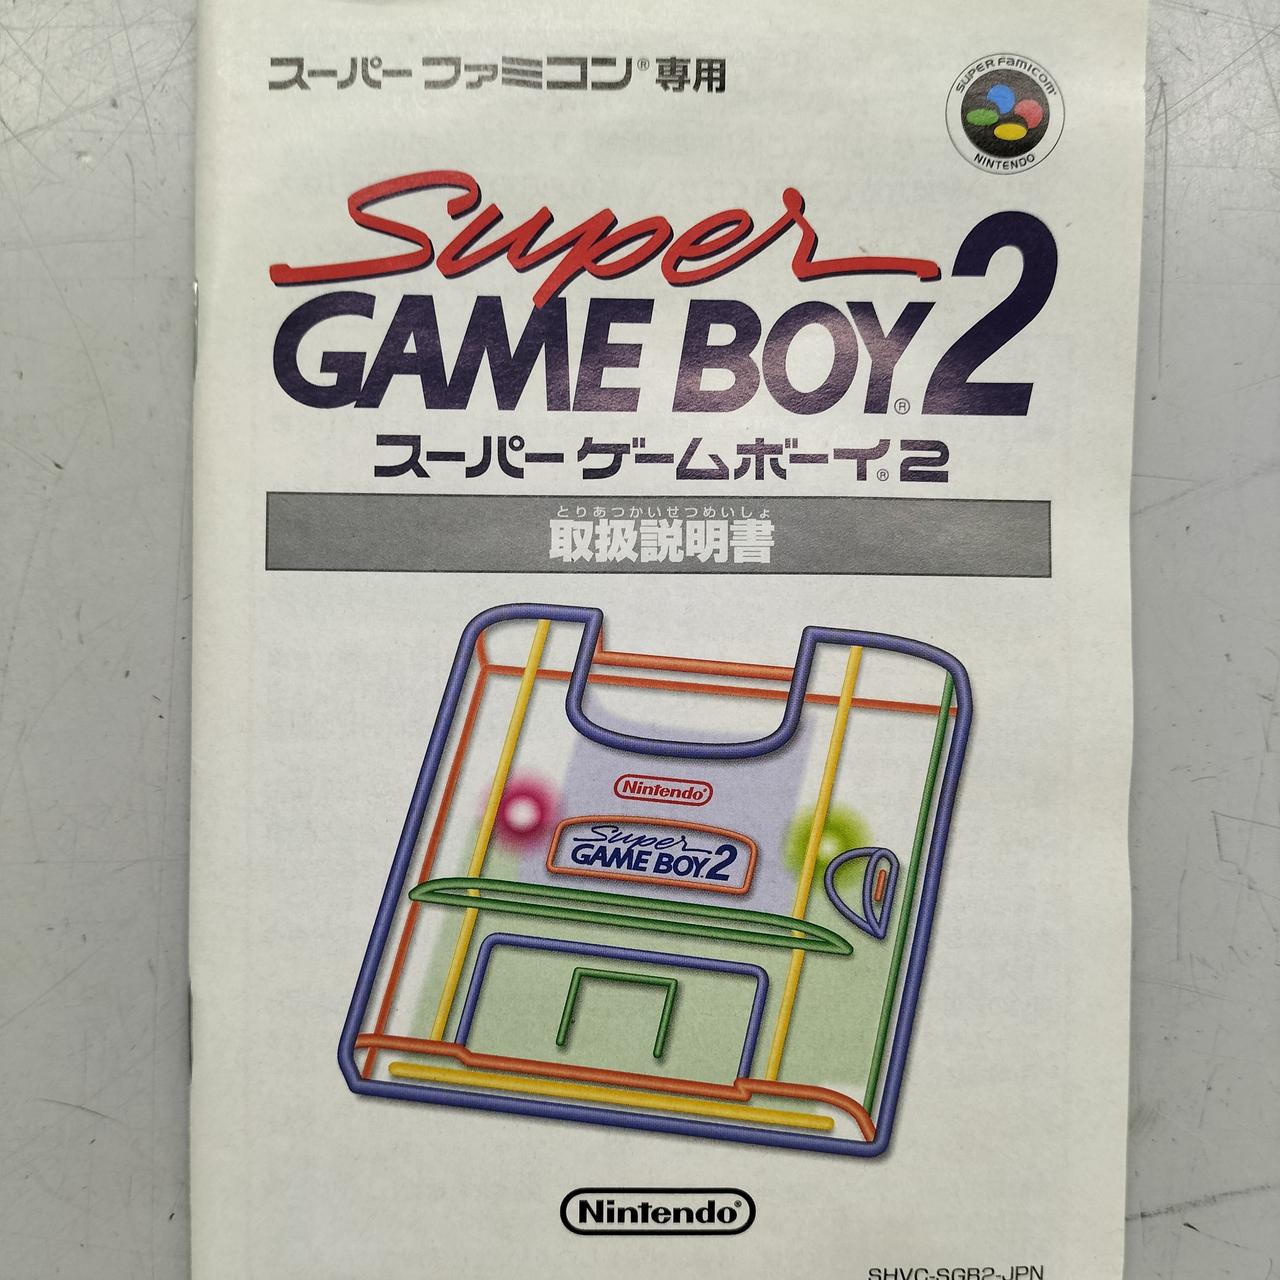 スーパーファミコン®専用
SUPER FAMICOM
NINTENDO
Super
GAME BOY®2
スーパーゲームボーイ®2
とりあつかいせつめいしょ
取扱説明書
Nintendo®
Super
GAME BOY.2
Nintendo®
SHVC-SGB2-JPN